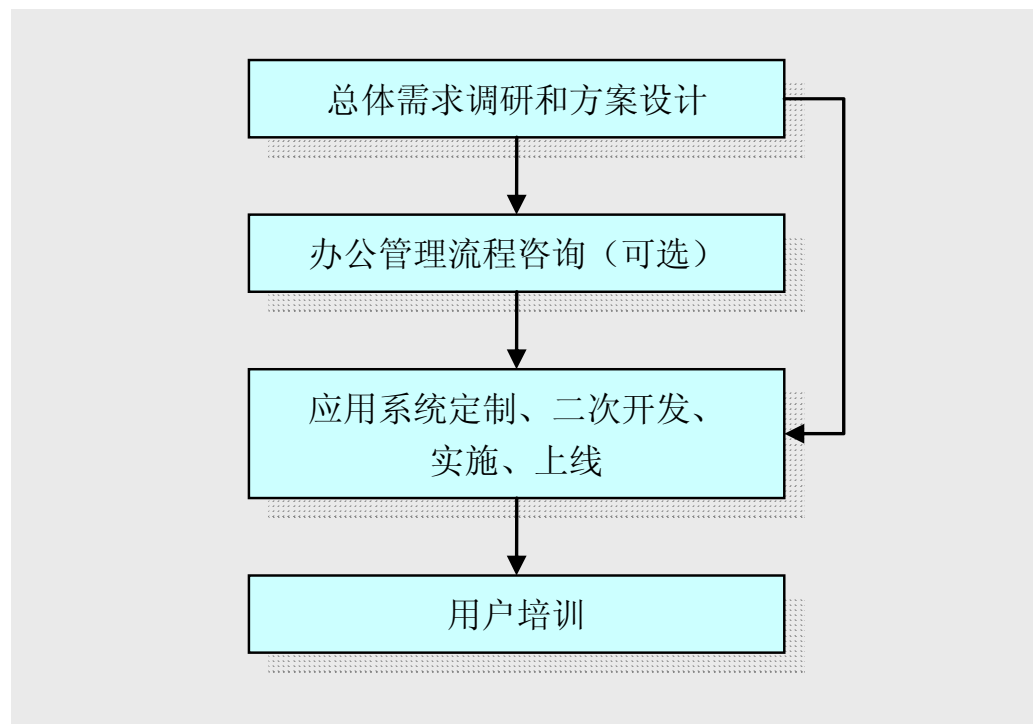 总体需求调研和方案设计
办公管理流程咨询（可选）
应用系统定制、二次开发、
实施、上线
用户培训